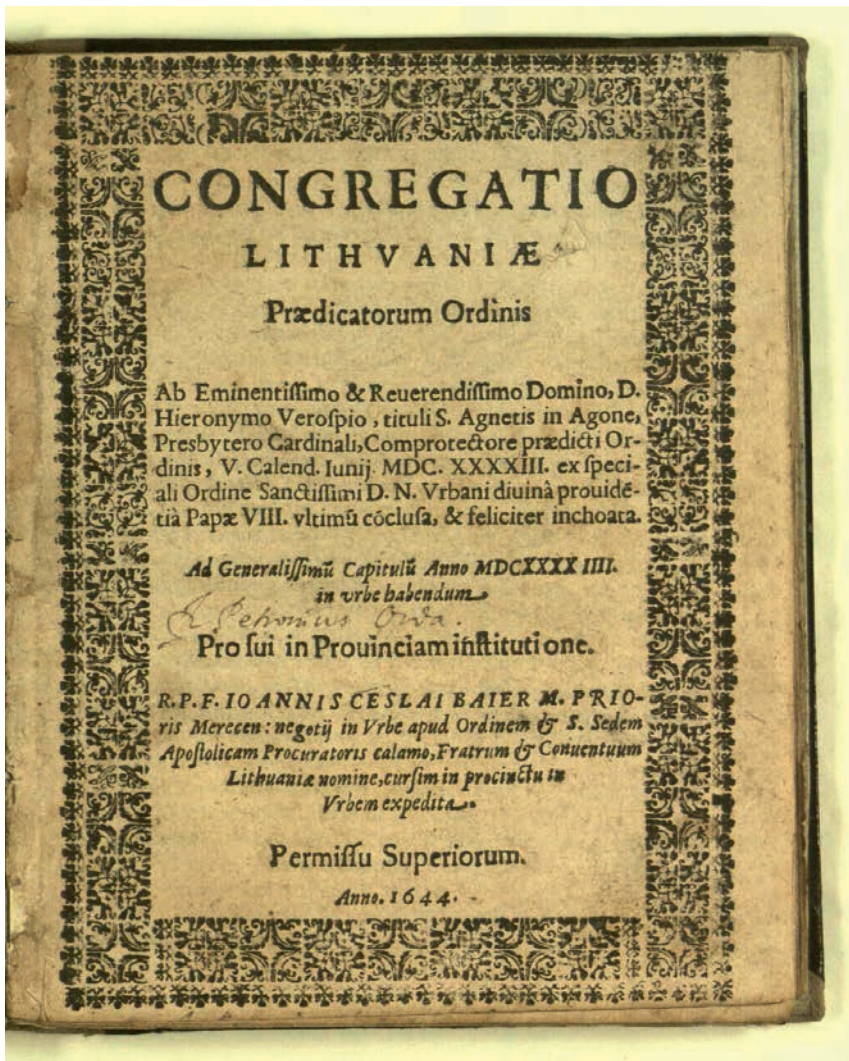 CONGREGATIO
LITHVANIÆ
Prædicatorum Ordinis
Ab Eminentiſſimo & Reuerendiſſimo Domino, D.
Hieronymo Veroſpio, tituli S. Agnetis in Agone,
Presbytero Cardinali, Comprotectore prædicti Or-
dinis, V. Calend. Iunij MDC. XXXXIII. ex ſpeci-
ali Ordine Sanctiſſimi D. N. Vrbani diuinâ prouidẽ-
tiâ Papæ VIII. vltimũ cõcluſa, & feliciter inchoata.
Ad Generaliſſimũ Capitulũ Anno MDCXXXXIIII.
in vrbe habendum.
Petronius Orda.
Pro ſui in Prouinciam inſtitutione.
R. P. F. IOANNIS CESLAI BAIER M. PRIO-
ris Merecen: negotij in Vrbe apud Ordinem & S. Sedem
Apoſtolicam Procuratoris calamo, Fratrum & Conuentuum
Lithuaniæ nomine, curſim in procinctu in
Vrbem expedita.
Permiſſu Superiorum.
Anno. 1644.